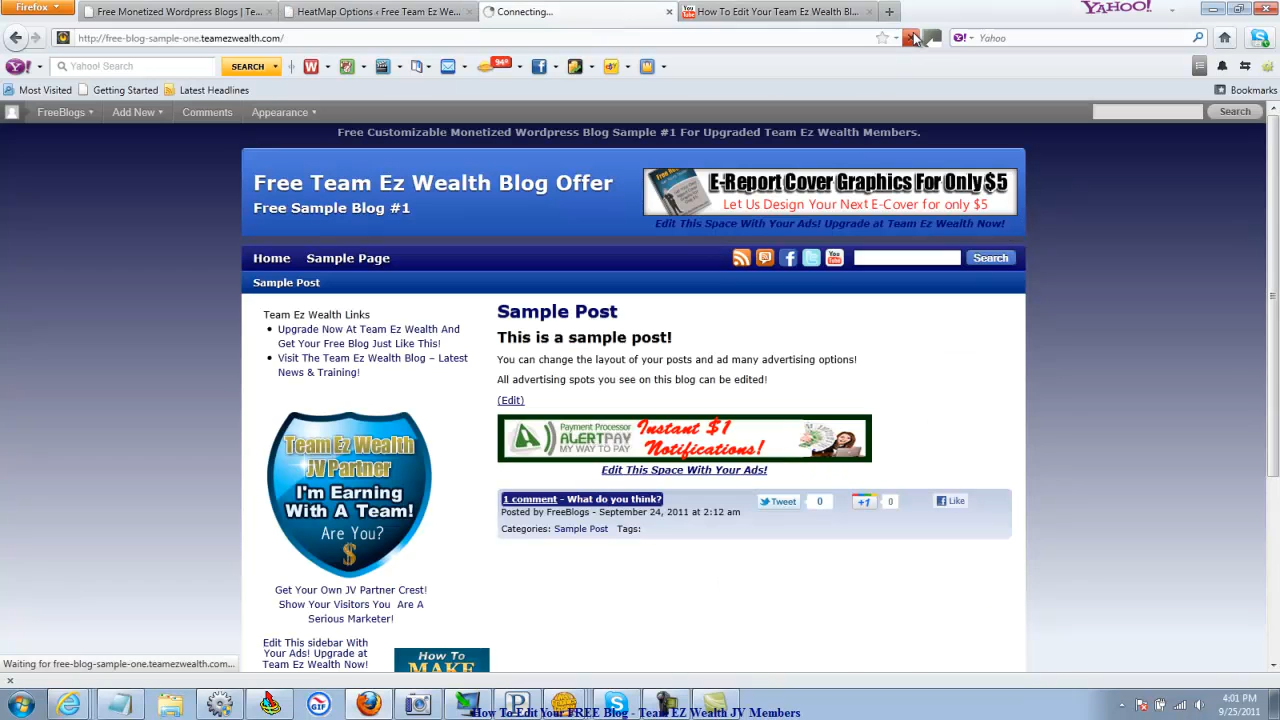 Firefox
Free Monetized Wordpress Blogs | Te...
HeatMap Options ‹ Free Team Ez We...
Connecting...
How To Edit Your Team Ez Wealth Bl...
YAHOO!
http://free-blog-sample-one.teamezwealth.com/
Yahoo
Yahoo! Search
SEARCH
94°
Most Visited
Getting Started
Latest Headlines
Bookmarks
FreeBlogs
Add New
Comments
Appearance
Search
Free Customizable Monetized Wordpress Blog Sample #1 For Upgraded Team Ez Wealth Members.
Free Team Ez Wealth Blog Offer
Free Sample Blog #1
E-Report Cover Graphics For Only $5
Let Us Design Your Next E-Cover for only $5
Edit This Space With Your Ads! Upgrade at Team Ez Wealth Now!
Home
Sample Page
You Tube
Search
Sample Post
Team Ez Wealth Links
Upgrade Now At Team Ez Wealth And
Get Your Free Blog Just Like This!
Visit The Team Ez Wealth Blog – Latest
News & Training!
Team Ez Wealth
JV Partner
I'm Earning
With A Team!
Are You?
$
Get Your Own JV Partner Crest!
Show Your Visitors You Are A
Serious Marketer!
Edit This sidebar With
Your Ads! Upgrade at
Team Ez Wealth Now!
How To
MAKE
Sample Post
This is a sample post!
You can change the layout of your posts and ad many advertising options!
All advertising spots you see on this blog can be edited!
(Edit)
Payment Processor
ALERTPAY
MY WAY TO PAY
Instant $1
Notifications!
Edit This Space With Your Ads!
1 comment - What do you think?
Posted by FreeBlogs - September 24, 2011 at 2:12 am
Categories: Sample Post Tags:
Tweet 0
+1 0
Like
Waiting for free-blog-sample-one.teamezwealth.com...
GIF
4:01 PM
9/25/2011
How To Edit Your FREE Blog - Team EZ Wealth JV Members